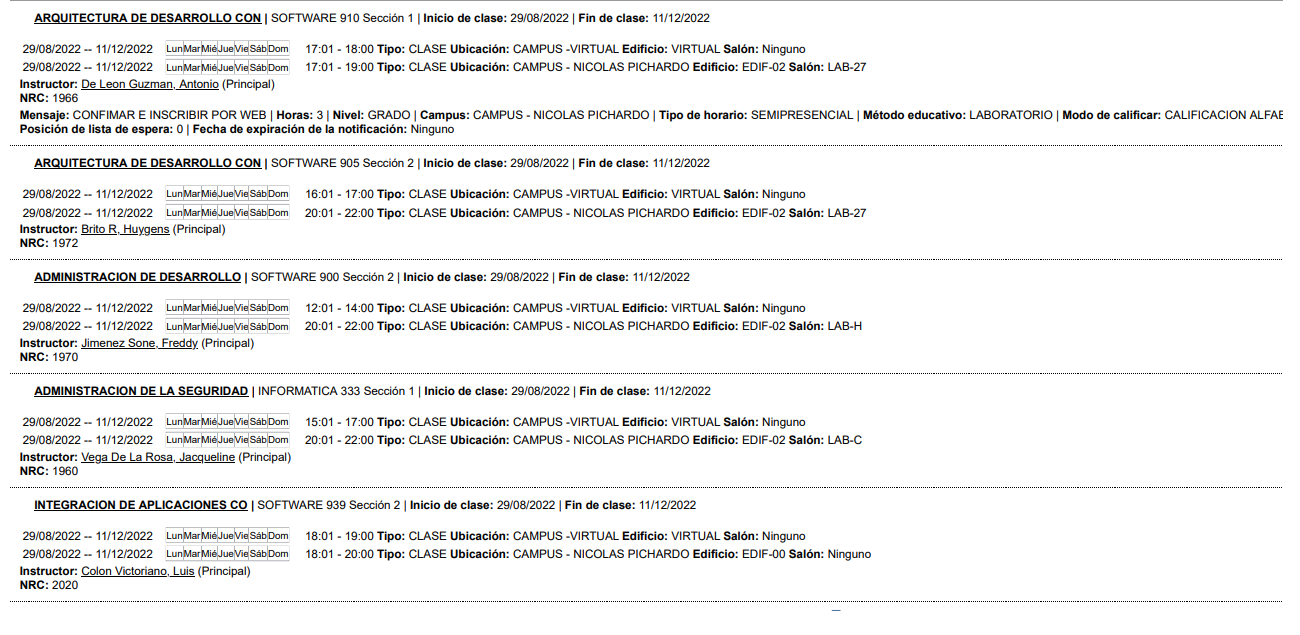 ARQUITECTURA DE DESARROLLO CON | SOFTWARE 910 Sección 1 | Inicio de clase: 29/08/2022 | Fin de clase: 11/12/2022
29/08/2022 -- 11/12/2022 Lun Mar Mié Jue Vie Sáb Dom 17:01 - 18:00 Tipo: CLASE Ubicación: CAMPUS -VIRTUAL Edificio: VIRTUAL Salón: Ninguno
29/08/2022 -- 11/12/2022 Lun Mar Mié Jue Vie Sáb Dom 17:01 - 19:00 Tipo: CLASE Ubicación: CAMPUS - NICOLAS PICHARDO Edificio: EDIF-02 Salón: LAB-27
Instructor: De Leon Guzman, Antonio (Principal)
NRC: 1966
Mensaje: CONFIMAR E INSCRIBIR POR WEB | Horas: 3 | Nivel: GRADO | Campus: CAMPUS - NICOLAS PICHARDO | Tipo de horario: SEMIPRESENCIAL | Método educativo: LABORATORIO | Modo de calificar: CALIFICACION ALFAE
Posición de lista de espera: 0 | Fecha de expiración de la notificación: Ninguno
ARQUITECTURA DE DESARROLLO CON | SOFTWARE 905 Sección 2 | Inicio de clase: 29/08/2022 | Fin de clase: 11/12/2022
29/08/2022 -- 11/12/2022 Lun Mar Mié Jue Vie Sáb Dom 16:01 - 17:00 Tipo: CLASE Ubicación: CAMPUS -VIRTUAL Edificio: VIRTUAL Salón: Ninguno
29/08/2022 -- 11/12/2022 Lun Mar Mié Jue Vie Sáb Dom 20:01 - 22:00 Tipo: CLASE Ubicación: CAMPUS - NICOLAS PICHARDO Edificio: EDIF-02 Salón: LAB-27
Instructor: Brito R, Huygens (Principal)
NRC: 1972
ADMINISTRACION DE DESARROLLO | SOFTWARE 900 Sección 2 | Inicio de clase: 29/08/2022 | Fin de clase: 11/12/2022
29/08/2022 -- 11/12/2022 Lun Mar Mié Jue Vie Sáb Dom 12:01 - 14:00 Tipo: CLASE Ubicación: CAMPUS -VIRTUAL Edificio: VIRTUAL Salón: Ninguno
29/08/2022 -- 11/12/2022 Lun Mar Mié Jue Vie Sáb Dom 20:01 - 22:00 Tipo: CLASE Ubicación: CAMPUS - NICOLAS PICHARDO Edificio: EDIF-02 Salón: LAB-H
Instructor: Jimenez Sone, Freddy (Principal)
NRC: 1970
ADMINISTRACION DE LA SEGURIDAD | INFORMATICA 333 Sección 1 | Inicio de clase: 29/08/2022 | Fin de clase: 11/12/2022
29/08/2022 -- 11/12/2022 Lun Mar Mié Jue Vie Sáb Dom 15:01 - 17:00 Tipo: CLASE Ubicación: CAMPUS -VIRTUAL Edificio: VIRTUAL Salón: Ninguno
29/08/2022 -- 11/12/2022 Lun Mar Mié Jue Vie Sáb Dom 20:01 - 22:00 Tipo: CLASE Ubicación: CAMPUS - NICOLAS PICHARDO Edificio: EDIF-02 Salón: LAB-C
Instructor: Vega De La Rosa, Jacqueline (Principal)
NRC: 1960
INTEGRACION DE APLICACIONES CO | SOFTWARE 939 Sección 2 | Inicio de clase: 29/08/2022 | Fin de clase: 11/12/2022
29/08/2022 -- 11/12/2022 Lun Mar Mié Jue Vie Sáb Dom 18:01 - 19:00 Tipo: CLASE Ubicación: CAMPUS -VIRTUAL Edificio: VIRTUAL Salón: Ninguno
29/08/2022 -- 11/12/2022 Lun Mar Mié Jue Vie Sáb Dom 18:01 - 20:00 Tipo: CLASE Ubicación: CAMPUS - NICOLAS PICHARDO Edificio: EDIF-00 Salón: Ninguno
Instructor: Colon Victoriano, Luis (Principal)
NRC: 2020